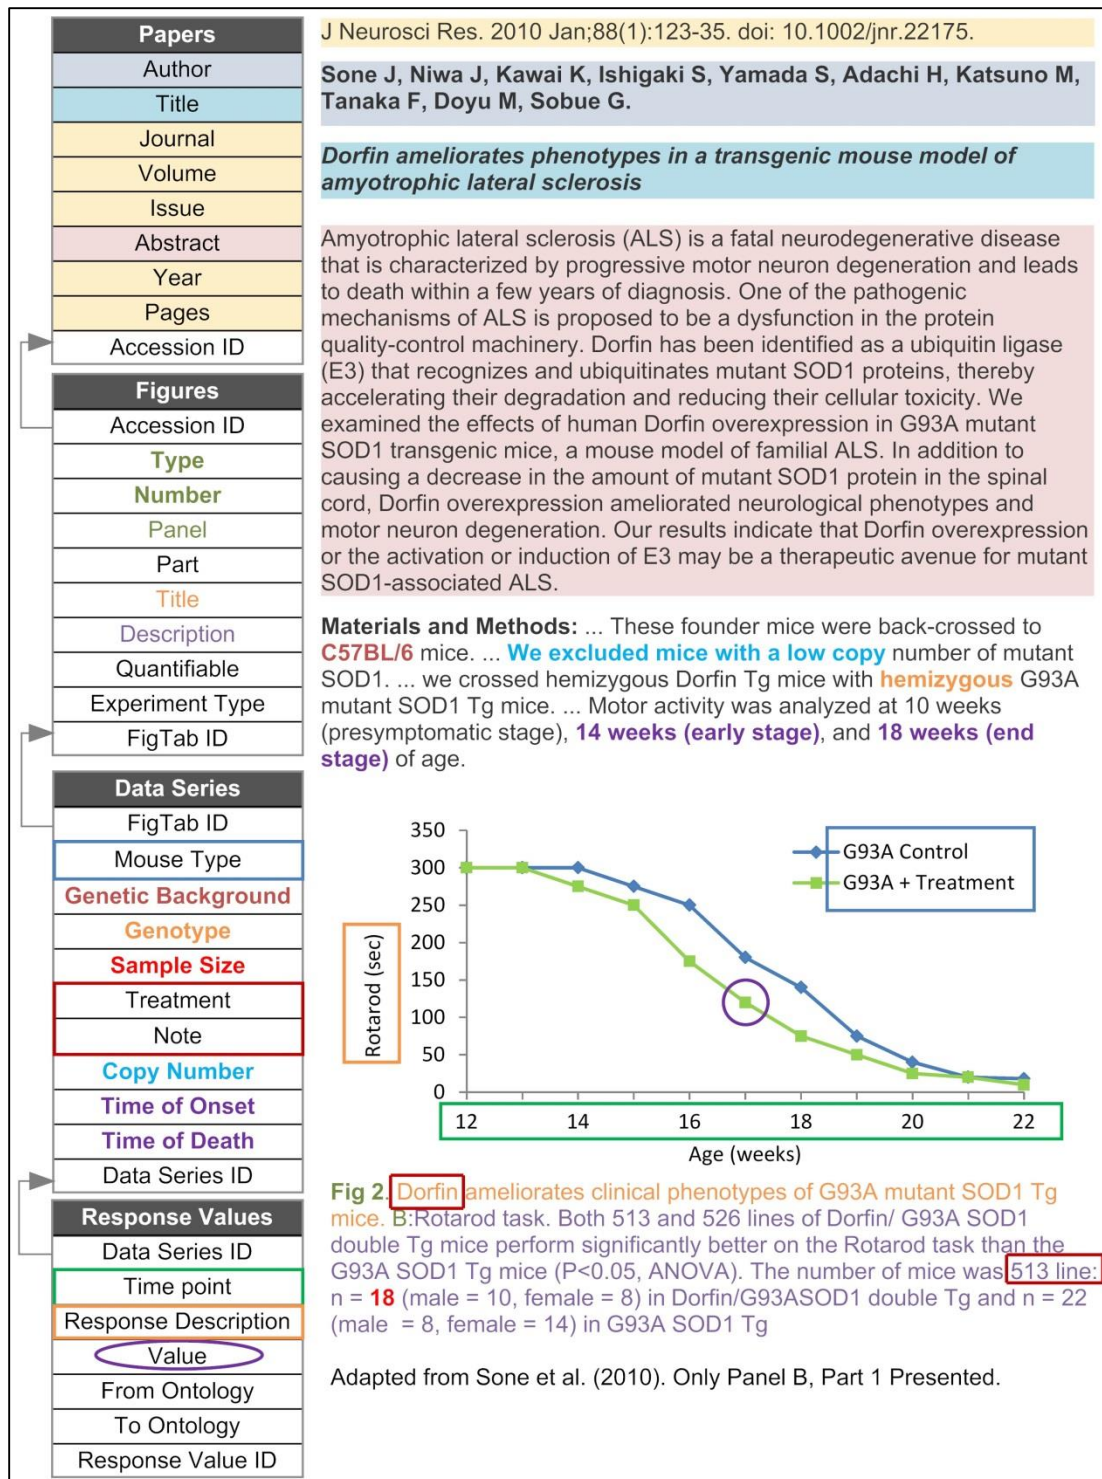 Papers
Author
Title
Journal
Volume
Issue
Abstract
Year
Pages
Accession ID
Figures
Accession ID
Type
Number
Panel
Part
Title
Description
Quantifiable
Experiment Type
FigTab ID
Data Series
FigTab ID
Mouse Type
Genetic Background
Genotype
Sample Size
Treatment
Note
Copy Number
Time of Onset
Time of Death
Data Series ID
Response Values
Data Series ID
Time point
Response Description
Value
From Ontology
To Ontology
Response Value ID
J Neurosci Res. 2010 Jan;88(1):123-35. doi: 10.1002/jnr.22175.
Sone J, Niwa J, Kawai K, Ishigaki S, Yamada S, Adachi H, Katsuno M,
Tanaka F, Doyu M, Sobue G.
Dorfin ameliorates phenotypes in a transgenic mouse model of
amyotrophic lateral sclerosis
Amyotrophic lateral sclerosis (ALS) is a fatal neurodegenerative disease
that is characterized by progressive motor neuron degeneration and leads
to death within a few years of diagnosis. One of the pathogenic
mechanisms of ALS is proposed to be a dysfunction in the protein
quality-control machinery. Dorfin has been identified as a ubiquitin ligase
(E3) that recognizes and ubiquitinates mutant SOD1 proteins, thereby
accelerating their degradation and reducing their cellular toxicity. We
examined the effects of human Dorfin overexpression in G93A mutant
SOD1 transgenic mice, a mouse model of familial ALS. In addition to
causing a decrease in the amount of mutant SOD1 protein in the spinal
cord, Dorfin overexpression ameliorated neurological phenotypes and
motor neuron degeneration. Our results indicate that Dorfin overexpression
or the activation or induction of E3 may be a therapeutic avenue for mutant
SOD1-associated ALS.
Materials and Methods: ... These founder mice were back-crossed to
C57BL/6 mice. ... We excluded mice with a low copy number of mutant
SOD1. ... we crossed hemizygous Dorfin Tg mice with hemizygous G93A
mutant SOD1 Tg mice. ... Motor activity was analyzed at 10 weeks
(presymptomatic stage), 14 weeks (early stage), and 18 weeks (end
stage) of age.
350
300
250
200
150
100
50
0
Rotarod (sec)
G93A Control
G93A + Treatment
12 14 16 18 20 22
Age (weeks)
Fig 2. Dorfin ameliorates clinical phenotypes of G93A mutant SOD1 Tg
mice. B:Rotarod task. Both 513 and 526 lines of Dorfin/ G93A SOD1
double Tg mice perform significantly better on the Rotarod task than the
G93A SOD1 Tg mice (P<0.05, ANOVA). The number of mice was 513 line:
n = 18 (male = 10, female = 8) in Dorfin/G93ASOD1 double Tg and n = 22
(male = 8, female = 14) in G93A SOD1 Tg
Adapted from Sone et al. (2010). Only Panel B, Part 1 Presented.